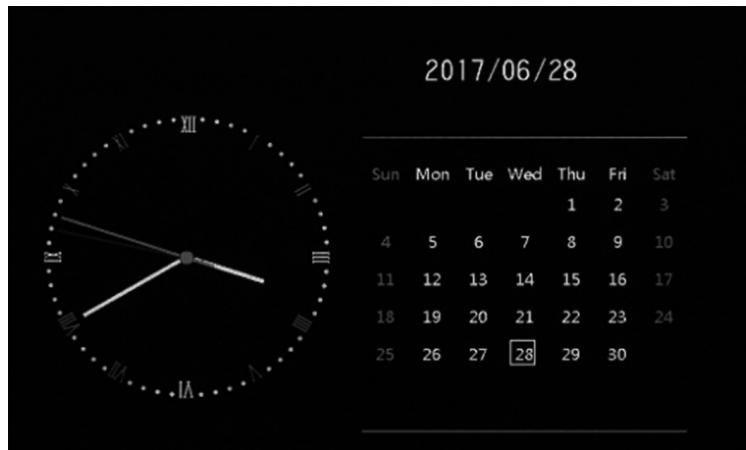 2017/06/28
XII
XI
I
X
II
IX
III
VIII
IIII
VII
V
VI
Sun Mon Tue Wed Thu Fri Sat
1 2 3
4 5 6 7 8 9 10
11 12 13 14 15 16 17
18 19 20 21 22 23 24
25 26 27 28 29 30